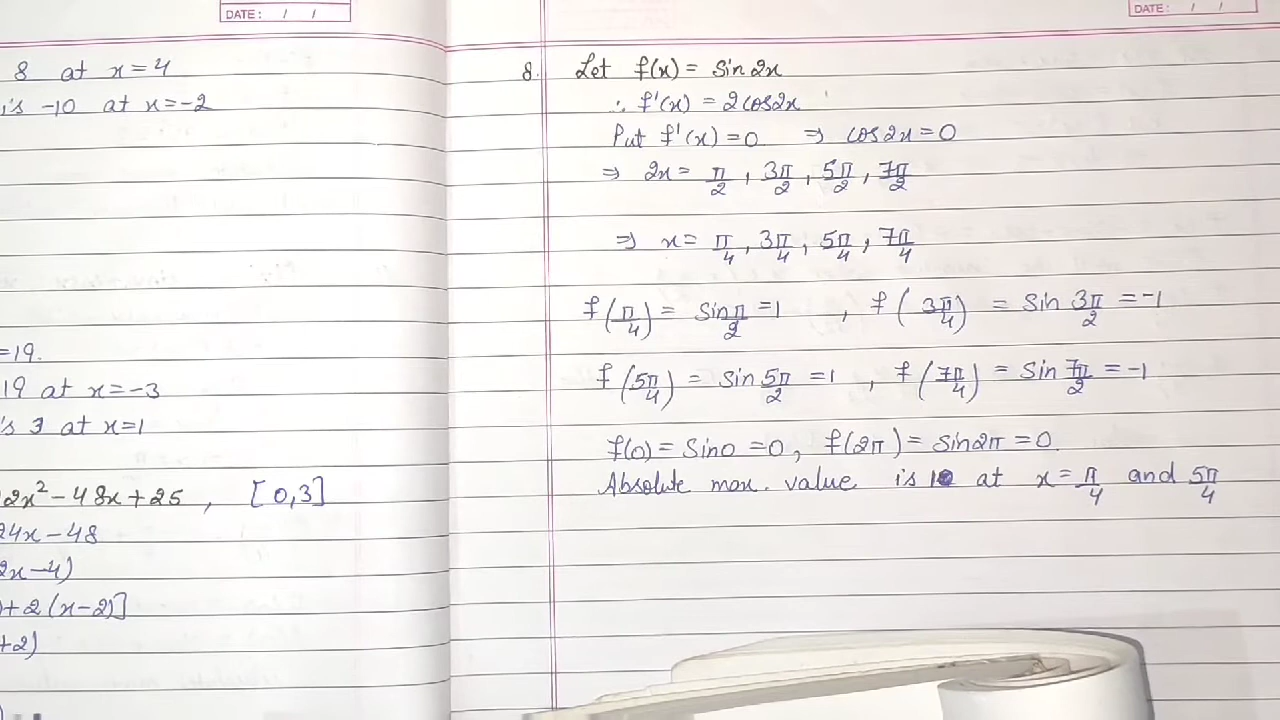 DATE: / /
8 at x=4
is -10 at x=-2
=19.
19 at x=-3
's 3 at x=1
2x² - 48x + 25 , [0,3]
24x - 48
2x-4)
)+2(x-2)]
+2)
DATE: / /
8. Let f(x) = Sin 2x
∴ f'(x) = 2 cos2x
Put f'(x) = 0 ⇒ cos 2x = 0
⇒ 2x = π/2 , 3π/2 , 5π/2 , 7π/2
⇒ x = π/4 , 3π/4 , 5π/4 , 7π/4
f(π/4) = Sin π/2 = 1 , f(3π/4) = Sin 3π/2 = -1
f(5π/4) = Sin 5π/2 = 1 , f(7π/4) = Sin 7π/2 = -1
f(0) = Sin0 = 0 , f(2π) = Sin2π = 0
Absolute max. value is 1 at x = π/4 and 5π/4